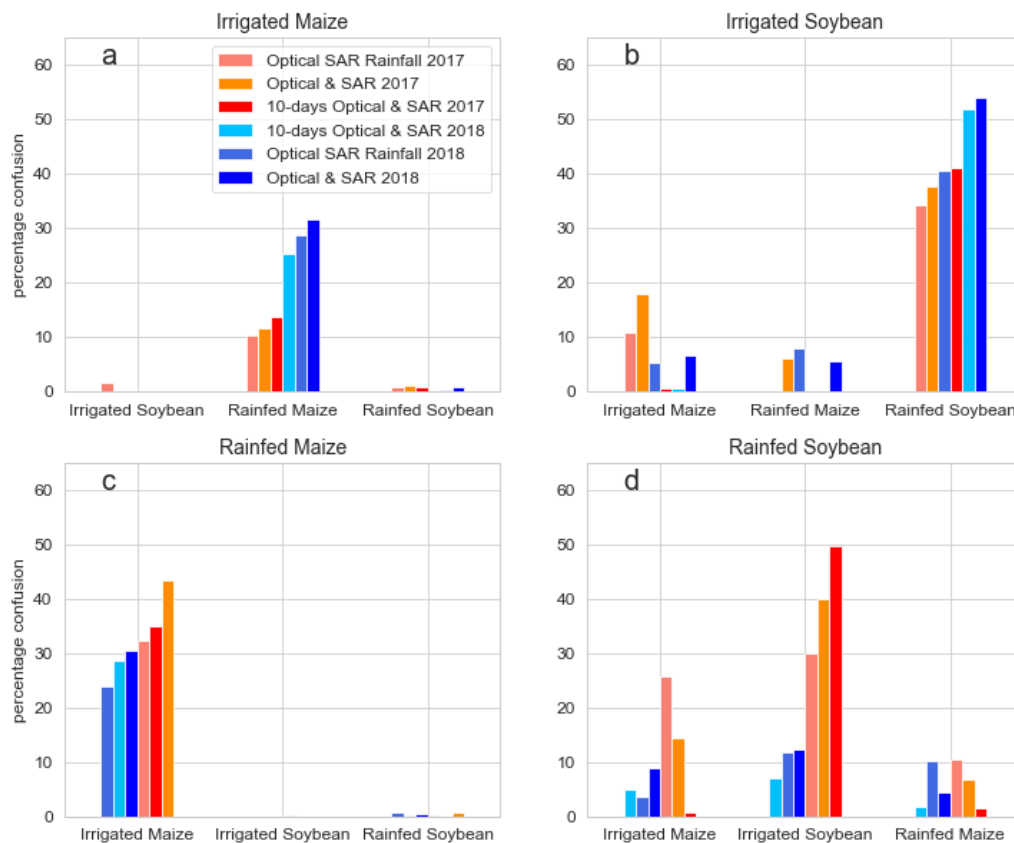 Irrigated Maize
Irrigated Soybean
a
b
Optical SAR Rainfall 2017
Optical & SAR 2017
10-days Optical & SAR 2017
10-days Optical & SAR 2018
Optical SAR Rainfall 2018
Optical & SAR 2018
percentage confusion
60
50
40
30
20
10
0
60
50
40
30
20
10
0
Irrigated Soybean
Rainfed Maize
Rainfed Soybean
Irrigated Maize
Rainfed Maize
Rainfed Soybean
Rainfed Maize
Rainfed Soybean
c
d
percentage confusion
60
50
40
30
20
10
0
60
50
40
30
20
10
0
Irrigated Maize
Irrigated Soybean
Rainfed Soybean
Irrigated Maize
Irrigated Soybean
Rainfed Maize